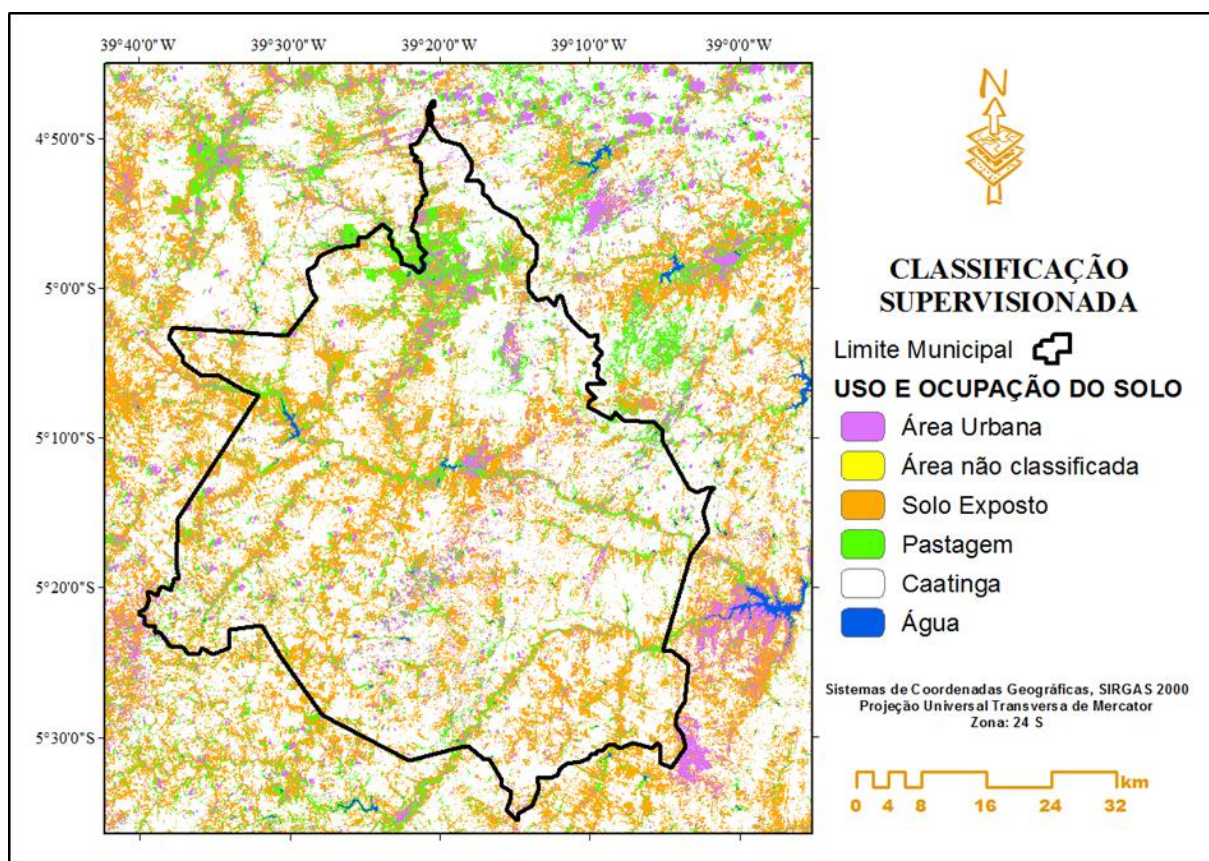 39°40'0"W 39°30'0"W 39°20'0"W 39°10'0"W 39°0'0"W
4°50'0"S
5°0'0"S
5°10'0"S
5°20'0"S
5°30'0"S
N
CLASSIFICAÇÃO
SUPERVISIONADA
Limite Municipal
USO E OCUPAÇÃO DO SOLO
Área Urbana
Área não classificada
Solo Exposto
Pastagem
Caatinga
Água
Sistemas de Coordenadas Geográficas, SIRGAS 2000
Projeção Universal Transversa de Mercator
Zona: 24 S
km
0 4 8 16 24 32